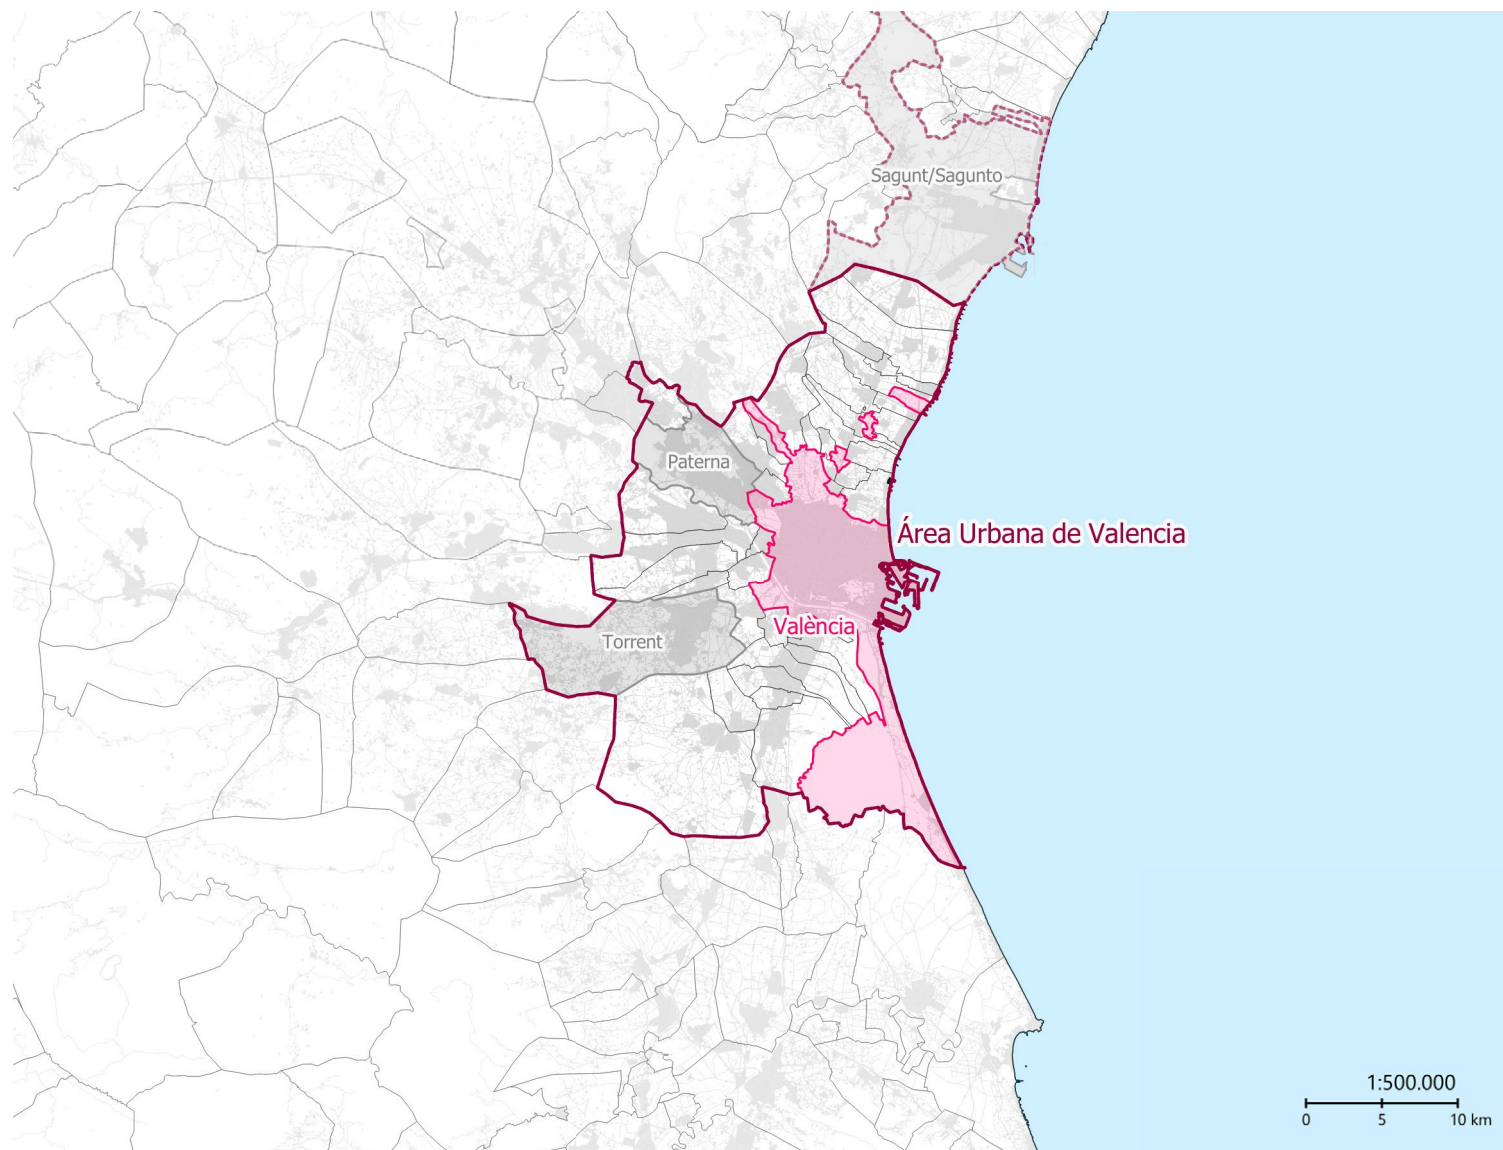 Sagunt/Sagunto
Paterna
Área Urbana de Valencia
València
Torrent
1:500.000
0 5 10 km